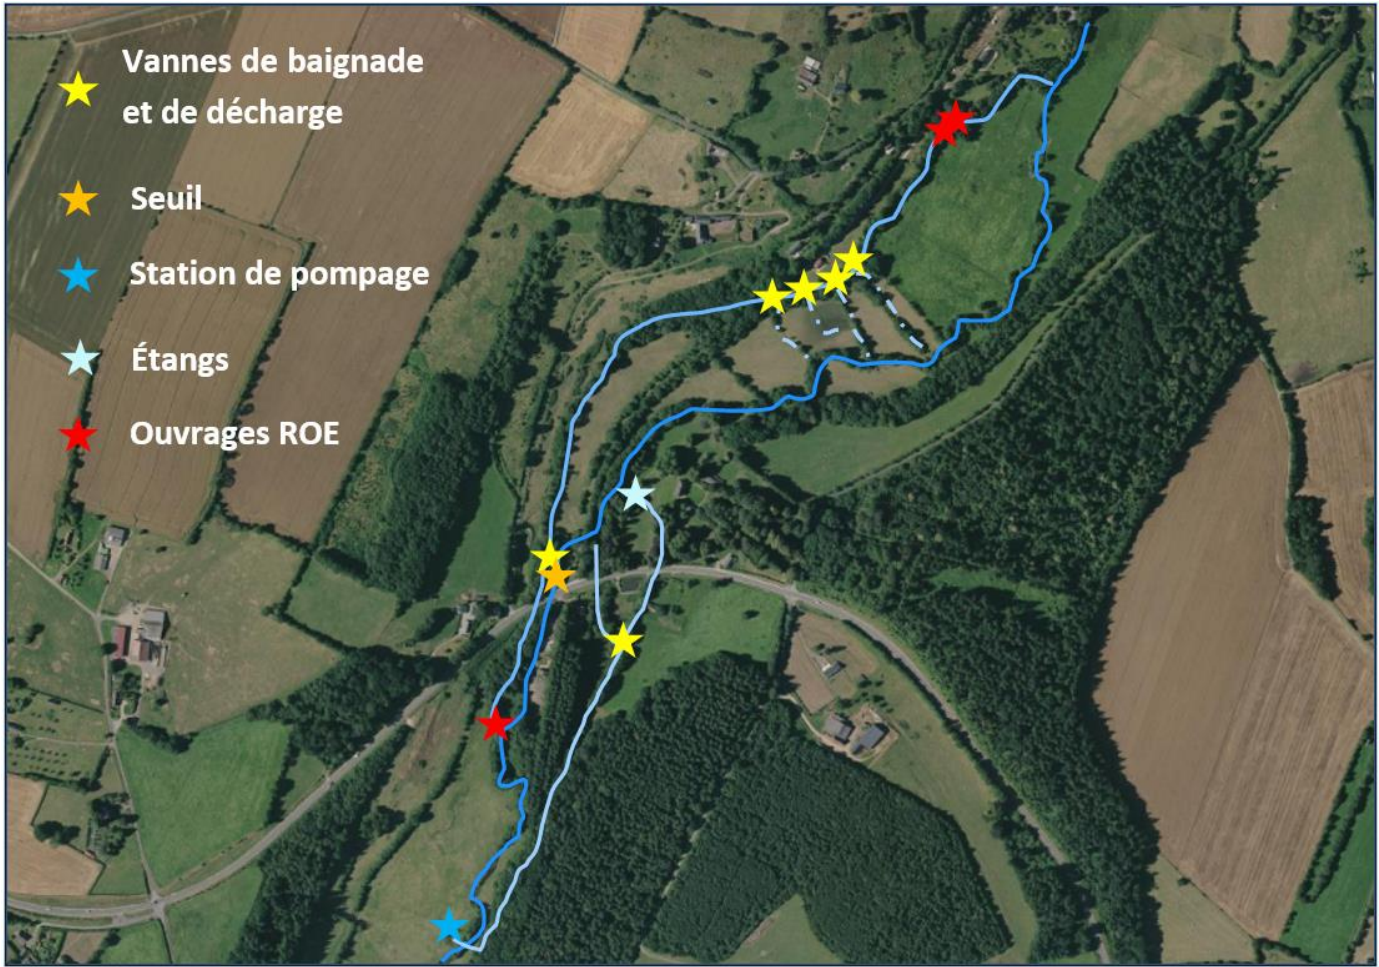 Vannes de baignade
et de décharge
Seuil
Station de pompage
Étangs
Ouvrages ROE